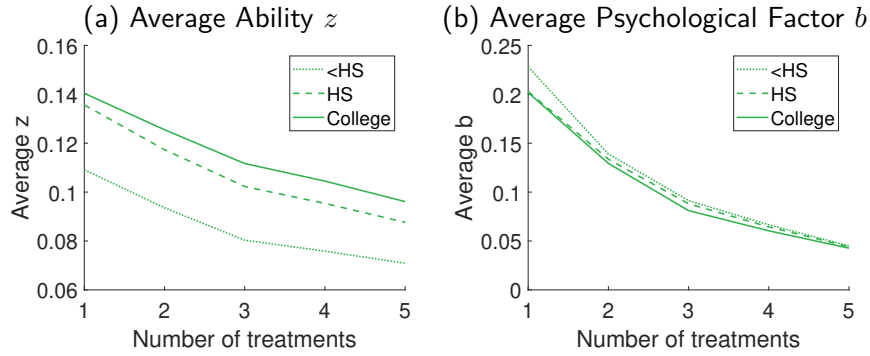 (a) Average Ability z
0.16
0.14
0.12
0.1
0.08
0.06
Average z
1 2 3 4 5
Number of treatments
<HS
HS
College
(b) Average Psychological Factor b
0.25
0.2
0.15
0.1
0.05
0
Average b
1 2 3 4 5
Number of treatments
<HS
HS
College